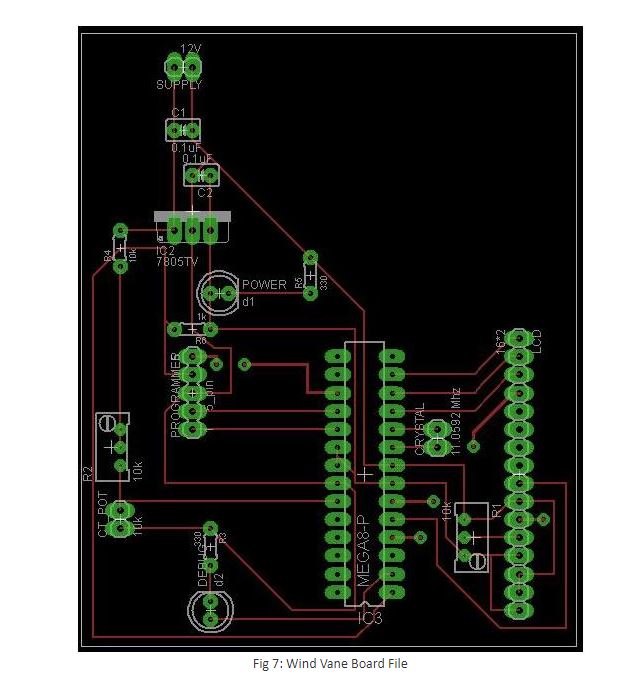 12V
SUPPLY
C1
0.1uF
0.1uF
C2
IC2
7805TV
R4
10k
POWER
d1
R5
330
1k
R6
PROGRAMMER
5_pin
16*2
LCD
CRYSTAL
11.0592 Mhz
R2
10k
CT_POT
10k
10k
R1
330
R3
DEBUG
d2
MEGA8-P
IC3
Fig 7: Wind Vane Board File